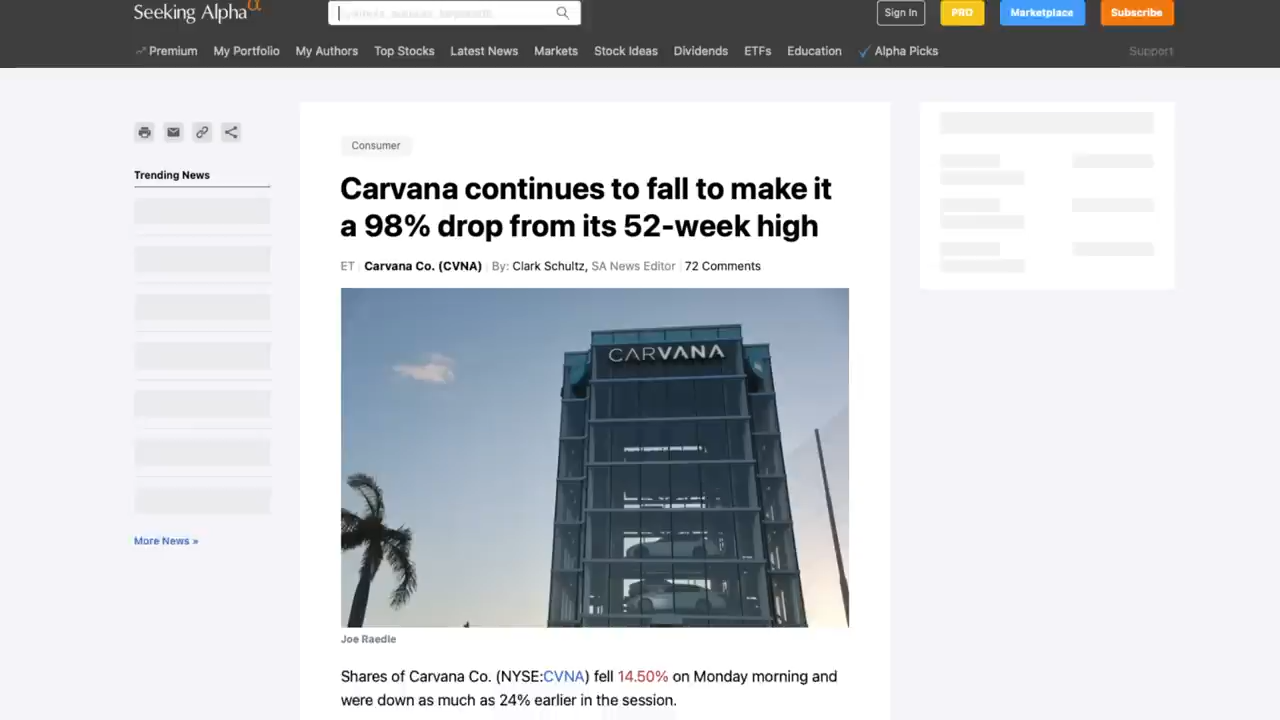 Seeking Alpha α
Sign In
PRO
Marketplace
Subscribe
Premium
My Portfolio
My Authors
Top Stocks
Latest News
Markets
Stock Ideas
Dividends
ETFs
Education
Alpha Picks
Support
Trending News
More News »
Consumer
Carvana continues to fall to make it
a 98% drop from its 52-week high
ET Carvana Co. (CVNA) By: Clark Schultz, SA News Editor 72 Comments
CARVANA
Joe Raedle
Shares of Carvana Co. (NYSE:CVNA) fell 14.50% on Monday morning and
were down as much as 24% earlier in the session.